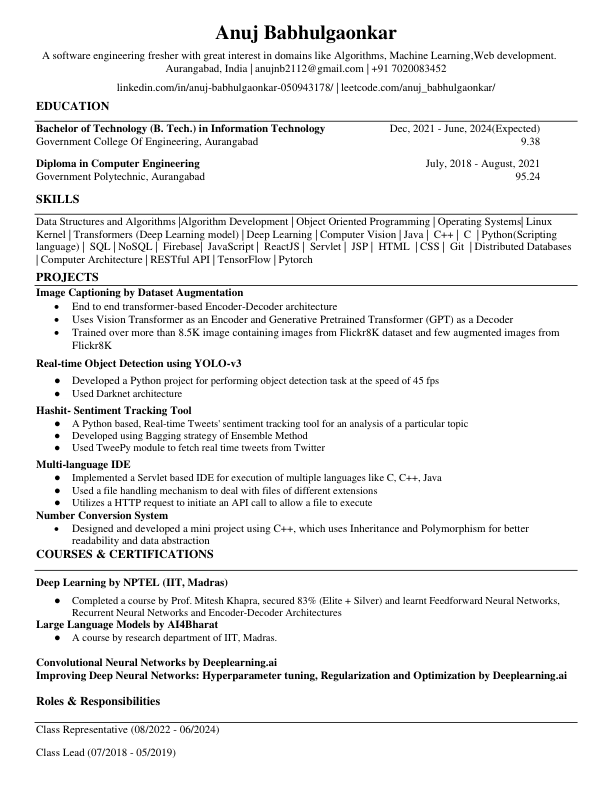 Anuj Babhulgaonkar
A software engineering fresher with great interest in domains like Algorithms, Machine Learning,Web development.
Aurangabad, India | anujnb2112@gmail.com | +91 7020083452
linkedin.com/in/anuj-babhulgaonkar-050943178/ | leetcode.com/anuj_babhulgaonkar/
EDUCATION
Bachelor of Technology (B. Tech.) in Information Technology Dec, 2021 - June, 2024(Expected)
Government College Of Engineering, Aurangabad 9.38
Diploma in Computer Engineering July, 2018 - August, 2021
Government Polytechnic, Aurangabad 95.24
SKILLS
Data Structures and Algorithms |Algorithm Development | Object Oriented Programming | Operating Systems| Linux
Kernel | Transformers (Deep Learning model) | Deep Learning | Computer Vision | Java | C++ | C | Python(Scripting
language) | SQL | NoSQL | Firebase| JavaScript | ReactJS | Servlet | JSP | HTML | CSS | Git | Distributed Databases
| Computer Architecture | RESTful API | TensorFlow | Pytorch
PROJECTS
Image Captioning by Dataset Augmentation
• End to end transformer-based Encoder-Decoder architecture
• Uses Vision Transformer as an Encoder and Generative Pretrained Transformer (GPT) as a Decoder
• Trained over more than 8.5K image containing images from Flickr8K dataset and few augmented images from
Flickr8K
Real-time Object Detection using YOLO-v3
● Developed a Python project for performing object detection task at the speed of 45 fps
● Used Darknet architecture
Hashit- Sentiment Tracking Tool
● A Python based, Real-time Tweets' sentiment tracking tool for an analysis of a particular topic
● Developed using Bagging strategy of Ensemble Method
● Used TweePy module to fetch real time tweets from Twitter
Multi-language IDE
● Implemented a Servlet based IDE for execution of multiple languages like C, C++, Java
● Used a file handling mechanism to deal with files of different extensions
● Utilizes a HTTP request to initiate an API call to allow a file to execute
Number Conversion System
• Designed and developed a mini project using C++, which uses Inheritance and Polymorphism for better
readability and data abstraction
COURSES & CERTIFICATIONS
Deep Learning by NPTEL (IIT, Madras)
● Completed a course by Prof. Mitesh Khapra, secured 83% (Elite + Silver) and learnt Feedforward Neural Networks,
Recurrent Neural Networks and Encoder-Decoder Architectures
Large Language Models by AI4Bharat
● A course by research department of IIT, Madras.
Convolutional Neural Networks by Deeplearning.ai
Improving Deep Neural Networks: Hyperparameter tuning, Regularization and Optimization by Deeplearning.ai
Roles & Responsibilities
Class Representative (08/2022 - 06/2024)
Class Lead (07/2018 - 05/2019)